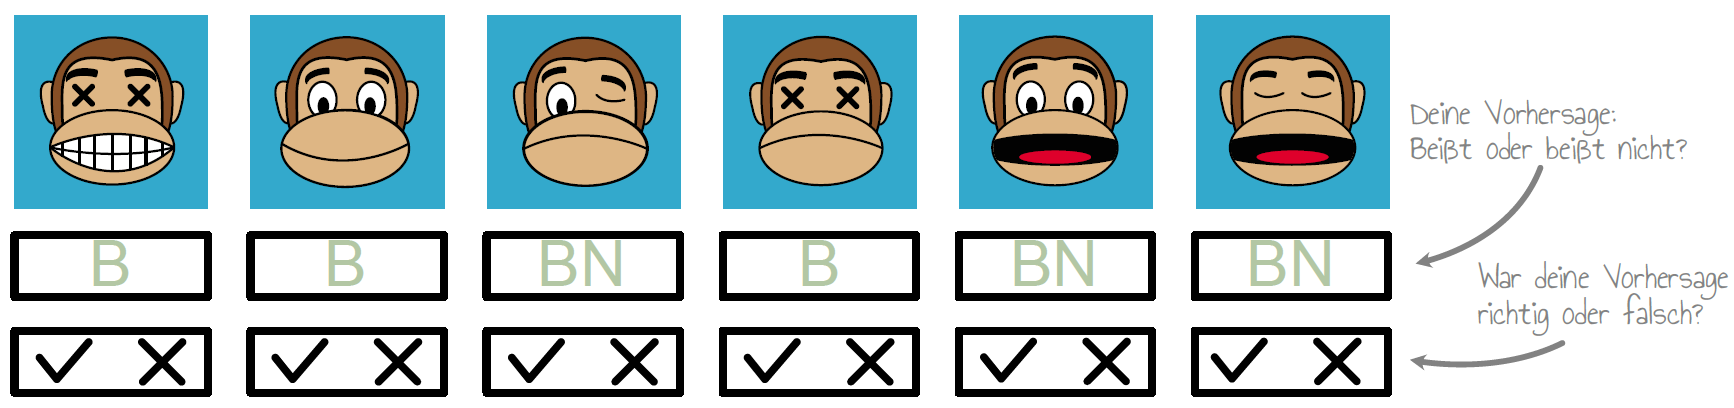 Deine Vorhersage:
Beißt oder beißt nicht?
B B BN B BN BN
War deine Vorhersage
richtig oder falsch?